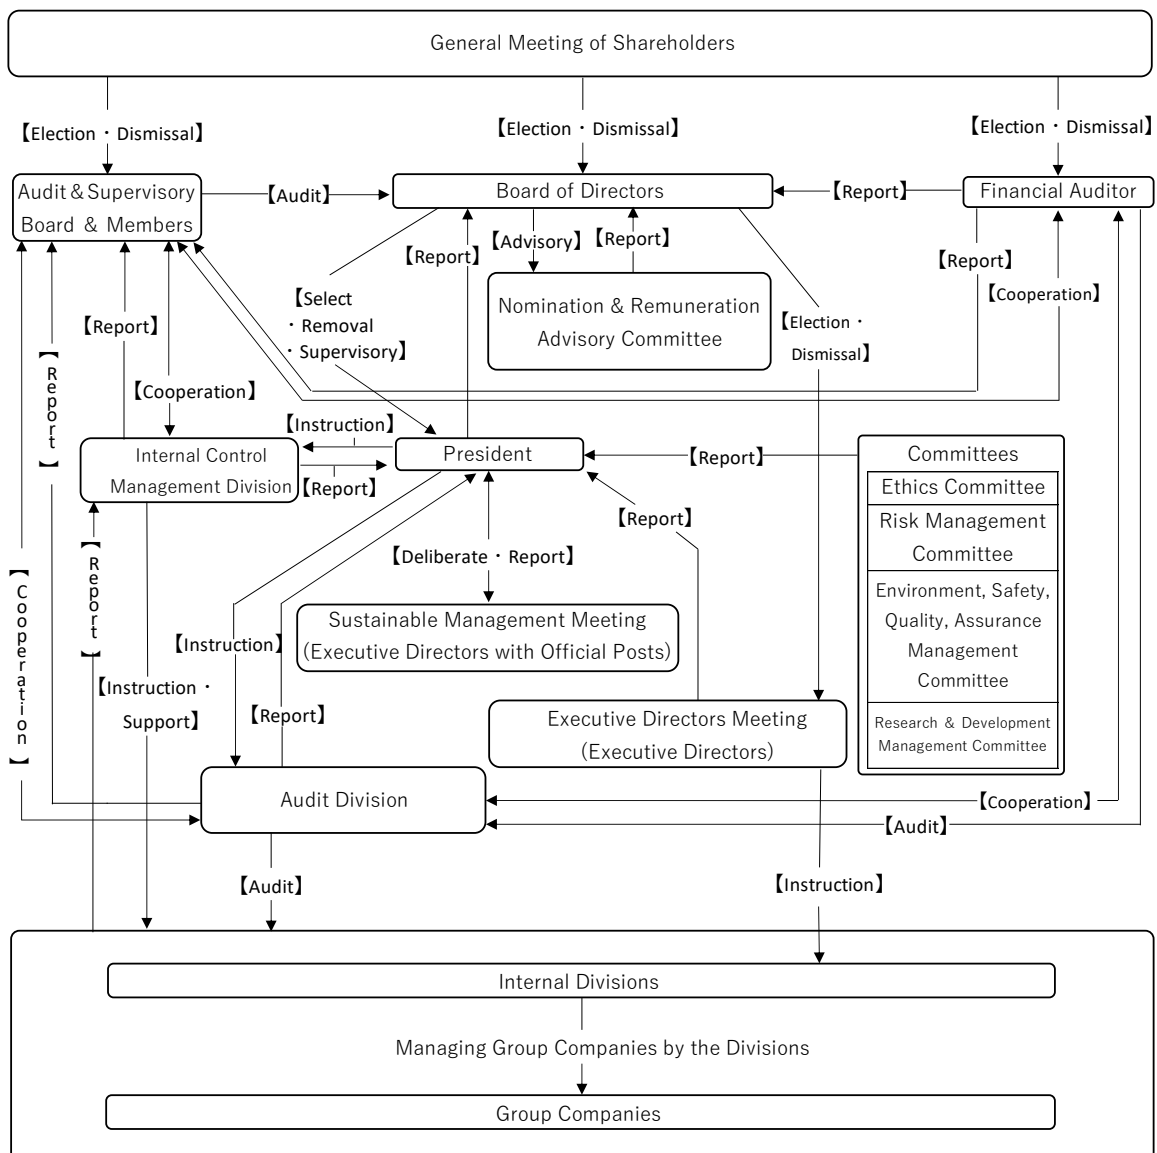 General Meeting of Shareholders
【Election・Dismissal】
【Election・Dismissal】
【Election・Dismissal】
Audit & Supervisory
Board & Members
【Audit】
Board of Directors
【Report】
Financial Auditor
【Advisory】
【Report】
【Report】
【Report】
【Select
・Removal
・Supervisory】
Nomination & Remuneration
Advisory Committee
【Cooperation】
【Election・
Dismissal】
【Report】
【Report】
【Cooperation】
【Instruction】
【Report】
Internal Control
Management Division
President
【Report】
Committees
Ethics Committee
Risk Management
Committee
Environment, Safety,
Quality, Assurance
Management
Committee
Research & Development
Management Committee
【Report】
【Deliberate・Report】
【Cooperation】
【Report】
Sustainable Management Meeting
(Executive Directors with Official Posts)
【Instruction】
【Instruction・
Support】
【Report】
Executive Directors Meeting
(Executive Directors)
Audit Division
【Cooperation】
【Audit】
【Audit】
【Instruction】
Internal Divisions
Managing Group Companies by the Divisions
Group Companies